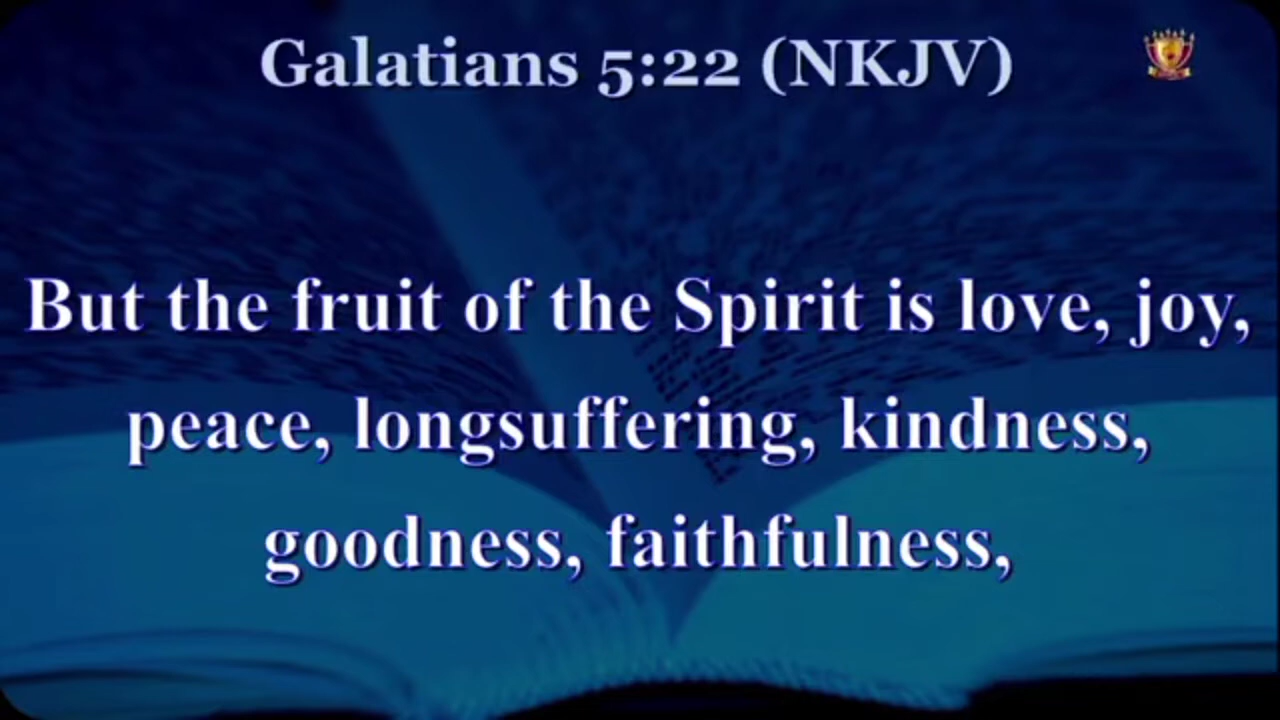 Galatians 5:22 (NKJV)
But the fruit of the Spirit is love, joy,
peace, longsuffering, kindness,
goodness, faithfulness,